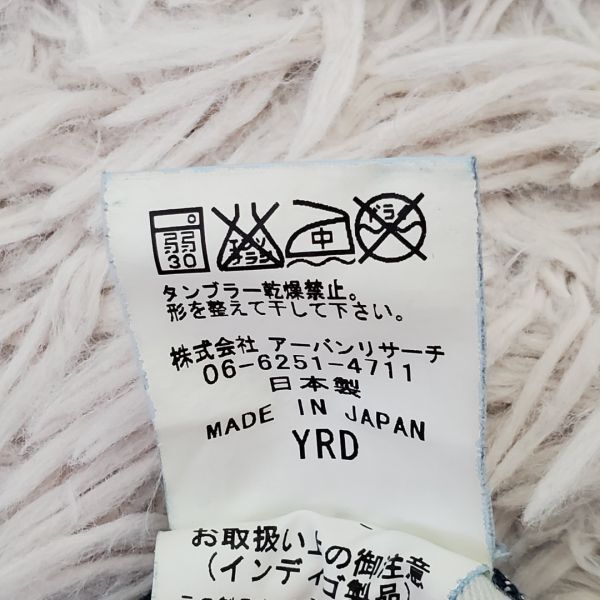 弱 30 エンソ サラシ 中 ドライ
タンブラー乾燥禁止。
形を整えて干して下さい。
株式会社 アーバンリサーチ
06-6251-4711
日本製
MADE IN JAPAN
YRD
お取扱い上の御注意
(インディゴ製品)